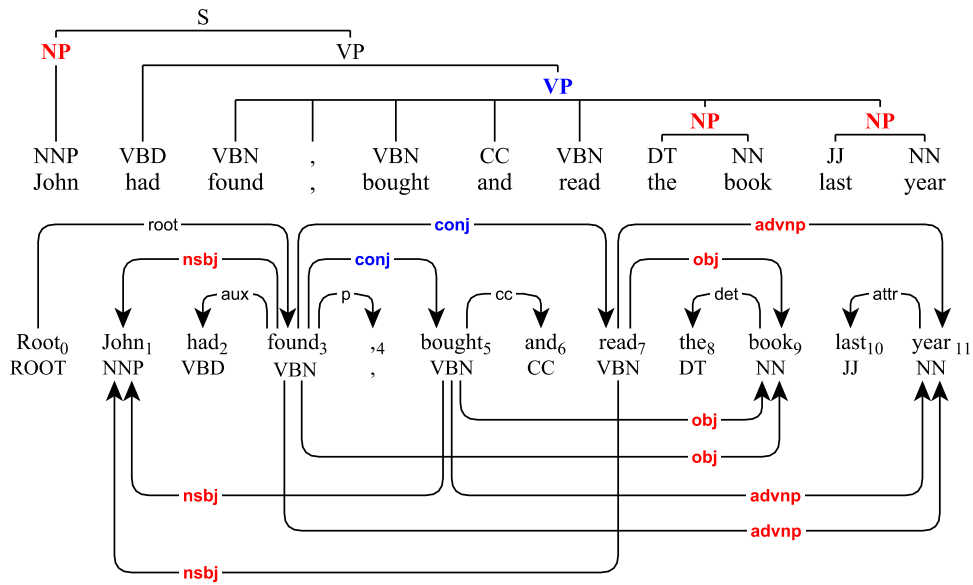 S
NP VP
VP
NP NP
NNP VBD VBN , VBN CC VBN DT NN JJ NN
John had found , bought and read the book last year
root conj advnp
nsbj conj obj
aux p cc det attr
Root0 John1 had2 found3 ,4 bought5 and6 read7 the8 book9 last10 year11
ROOT NNP VBD VBN , VBN CC VBN DT NN JJ NN
obj
obj
nsbj advnp
advnp
nsbj